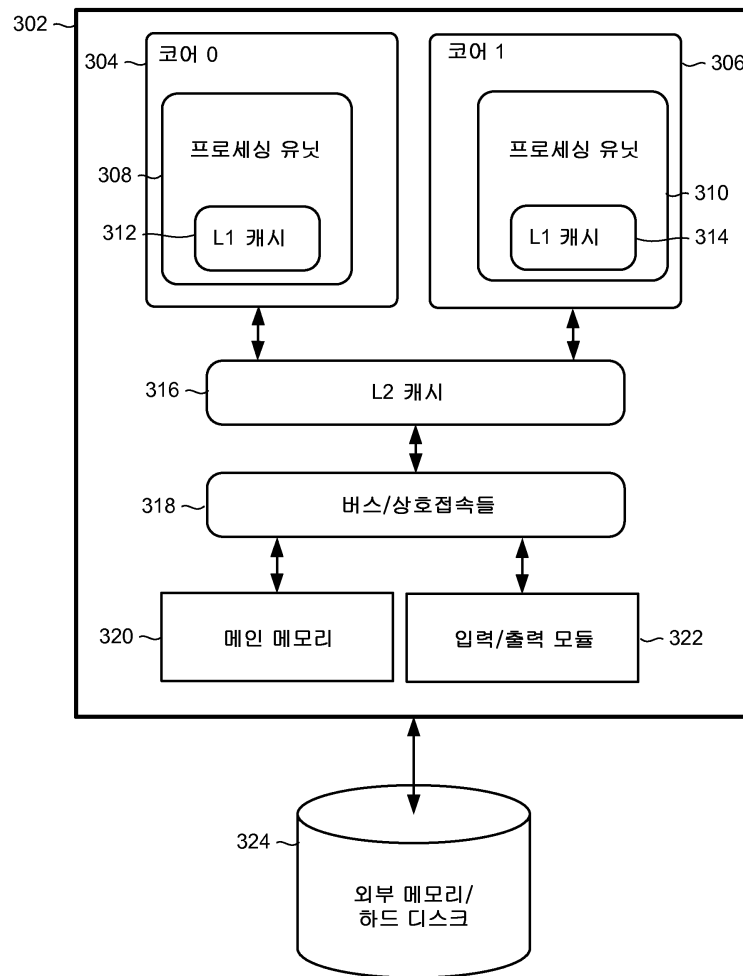 302
304
코어 0
코어 1
306
프로세싱 유닛
프로세싱 유닛
308
310
312
L1 캐시
L1 캐시
314
316
L2 캐시
318
버스/상호접속들
320
메인 메모리
입력/출력 모듈
322
324
외부 메모리/
하드 디스크